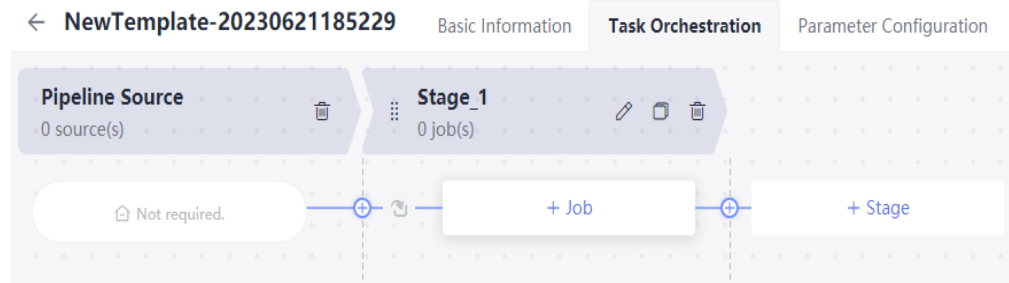 ← NewTemplate-20230621185229 Basic Information Task Orchestration Parameter Configuration
Pipeline Source
0 source(s)
Stage_1
0 job(s)
Not required.
+ Job
+ Stage